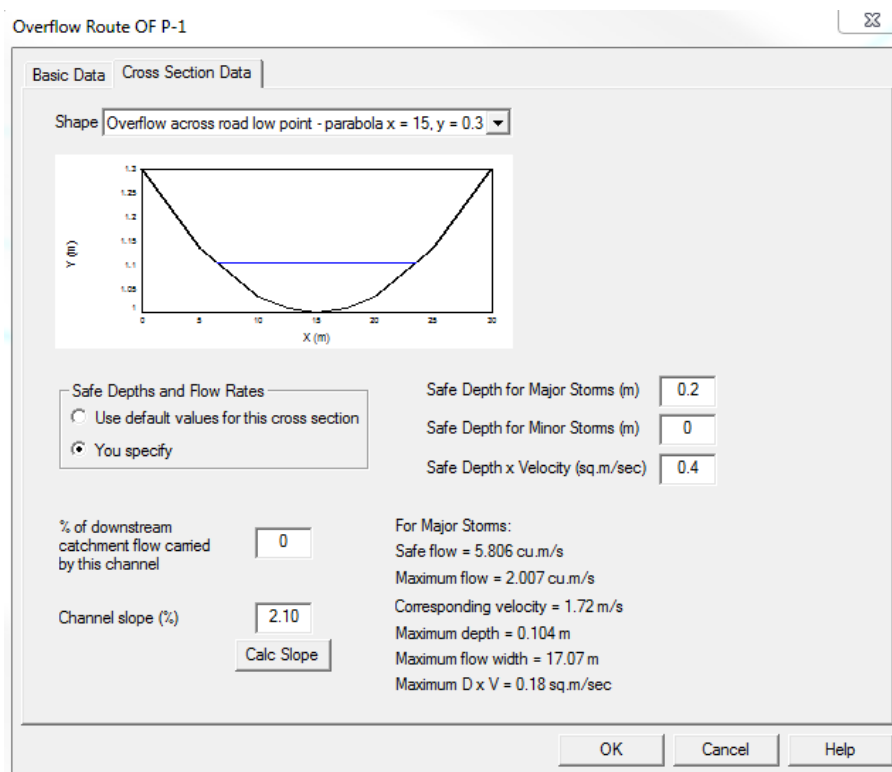 Overflow Route OF P-1
Basic Data
Cross Section Data
Shape Overflow across road low point - parabola x = 15, y = 0.3
1.3
1.25
1.2
1.15
1.1
1.05
1
Y (m)
0 5 10 15 20 25 30
X (m)
Safe Depths and Flow Rates
Use default values for this cross section
You specify
Safe Depth for Major Storms (m) 0.2
Safe Depth for Minor Storms (m) 0
Safe Depth x Velocity (sq.m/sec) 0.4
% of downstream
catchment flow carried
by this channel
0
Channel slope (%) 2.10
Calc Slope
For Major Storms:
Safe flow = 5.806 cu.m/s
Maximum flow = 2.007 cu.m/s
Corresponding velocity = 1.72 m/s
Maximum depth = 0.104 m
Maximum flow width = 17.07 m
Maximum D x V = 0.18 sq.m/sec
OK Cancel Help